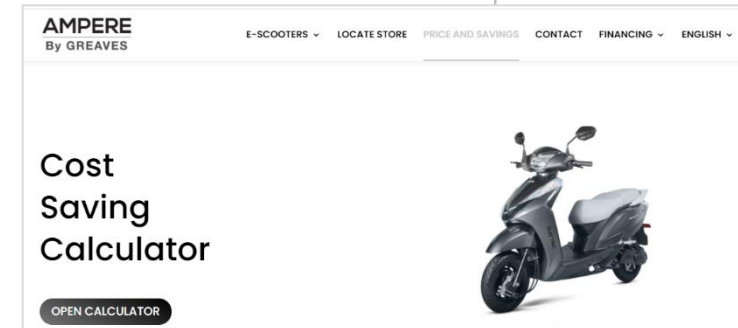 AMPERE
By GREAVES
E-SCOOTERS
LOCATE STORE
PRICE AND SAVINGS
CONTACT
FINANCING
ENGLISH
Cost
Saving
Calculator
OPEN CALCULATOR